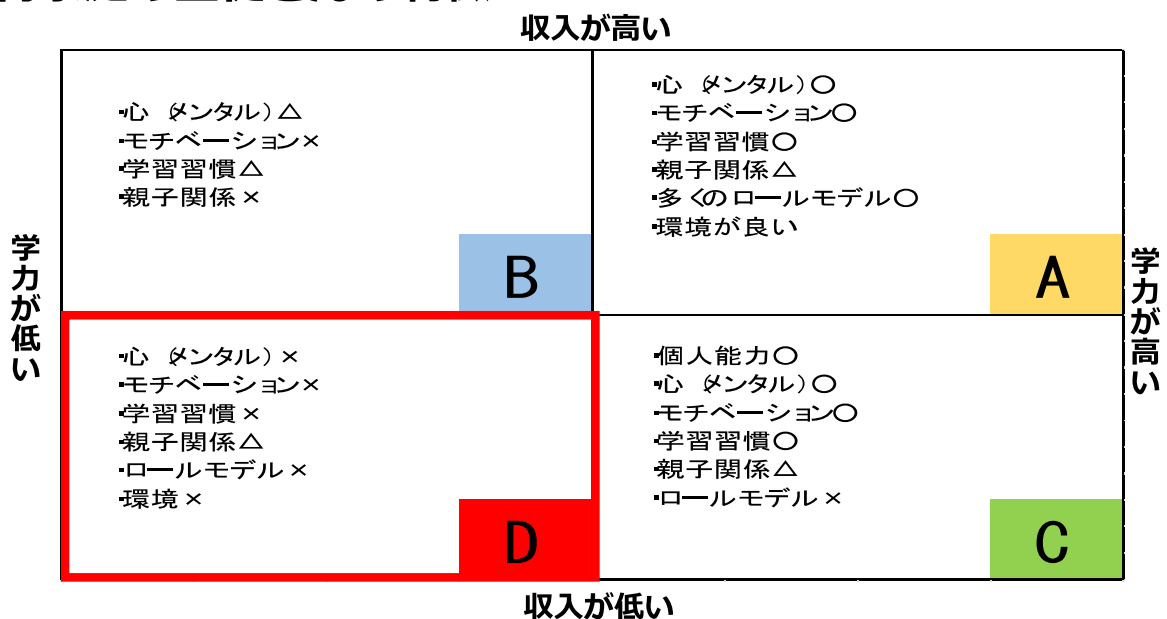 収入が高い
・心（メンタル）△
・モチベーション×
・学習習慣△
・親子関係×
B
・心（メンタル）○
・モチベーション○
・学習習慣○
・親子関係△
・多くのロールモデル○
・環境が良い
A
学力が低い
学力が高い
・心（メンタル）×
・モチベーション×
・学習習慣×
・親子関係△
・ロールモデル×
・環境×
D
・個人能力○
・心（メンタル）○
・モチベーション○
・学習習慣○
・親子関係△
・ロールモデル×
C
収入が低い